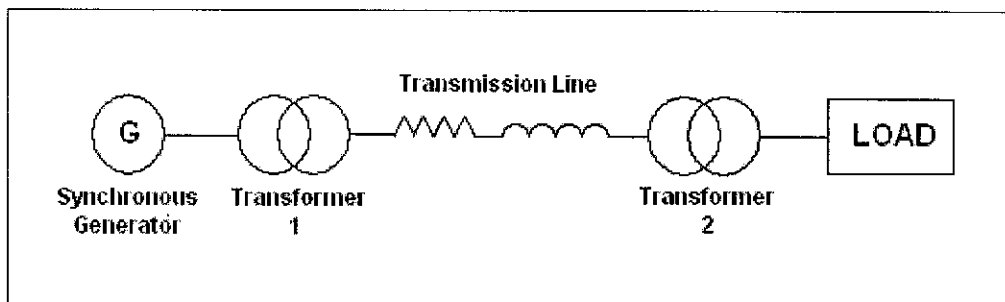 Transmission Line
G
LOAD
Synchronous
Generator
Transformer
1
Transformer
2